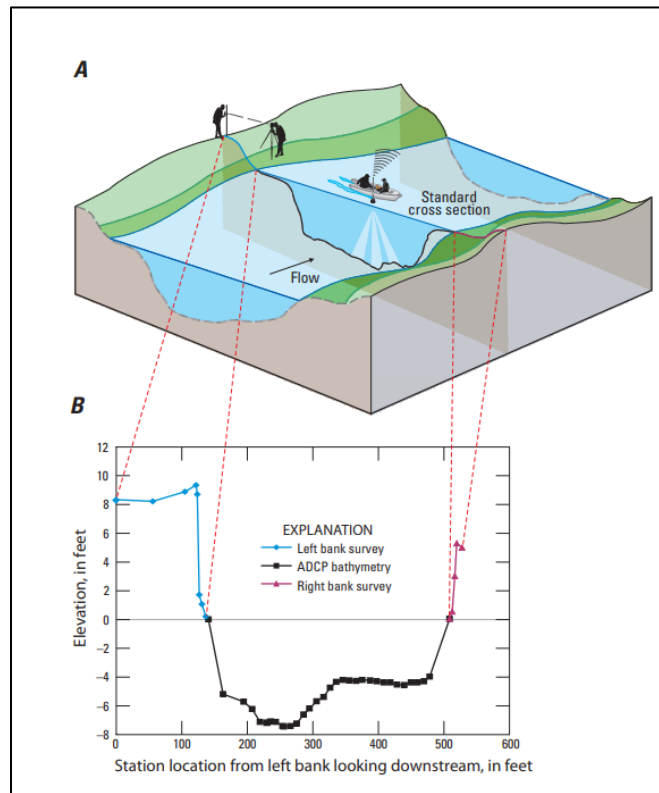 A
Standard
cross section
Flow
B
12
10
8
6
4
2
0
−2
−4
−6
−8
Elevation, in feet
EXPLANATION
Left bank survey
ADCP bathymetry
Right bank survey
0 100 200 300 400 500 600
Station location from left bank looking downstream, in feet